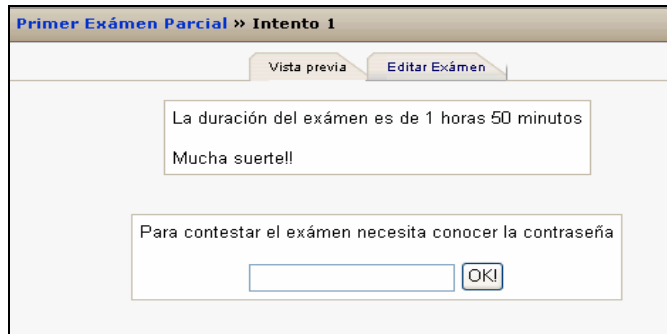 Primer Exámen Parcial » Intento 1
Vista previa
Editar Exámen
La duración del exámen es de 1 horas 50 minutos
Mucha suerte!!
Para contestar el exámen necesita conocer la contraseña
OK!